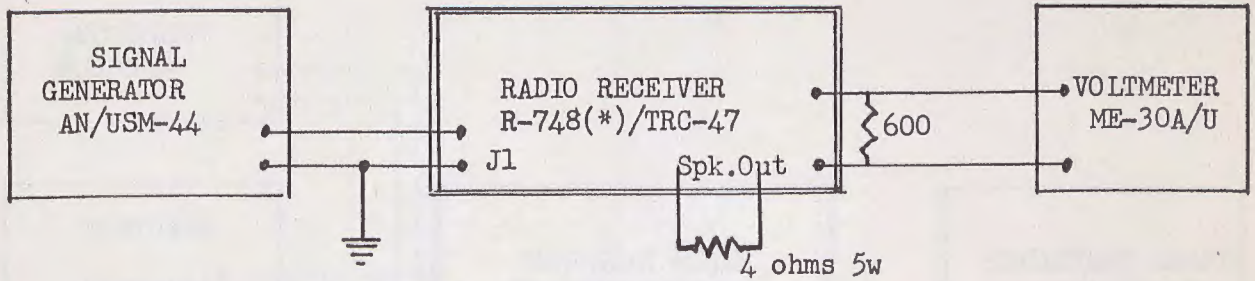 SIGNAL
GENERATOR
AN/USM-44
RADIO RECEIVER
R-748(*)/TRC-47
J1
Spk.Out
4 ohms 5w
600
VOLTMETER
ME-30A/U